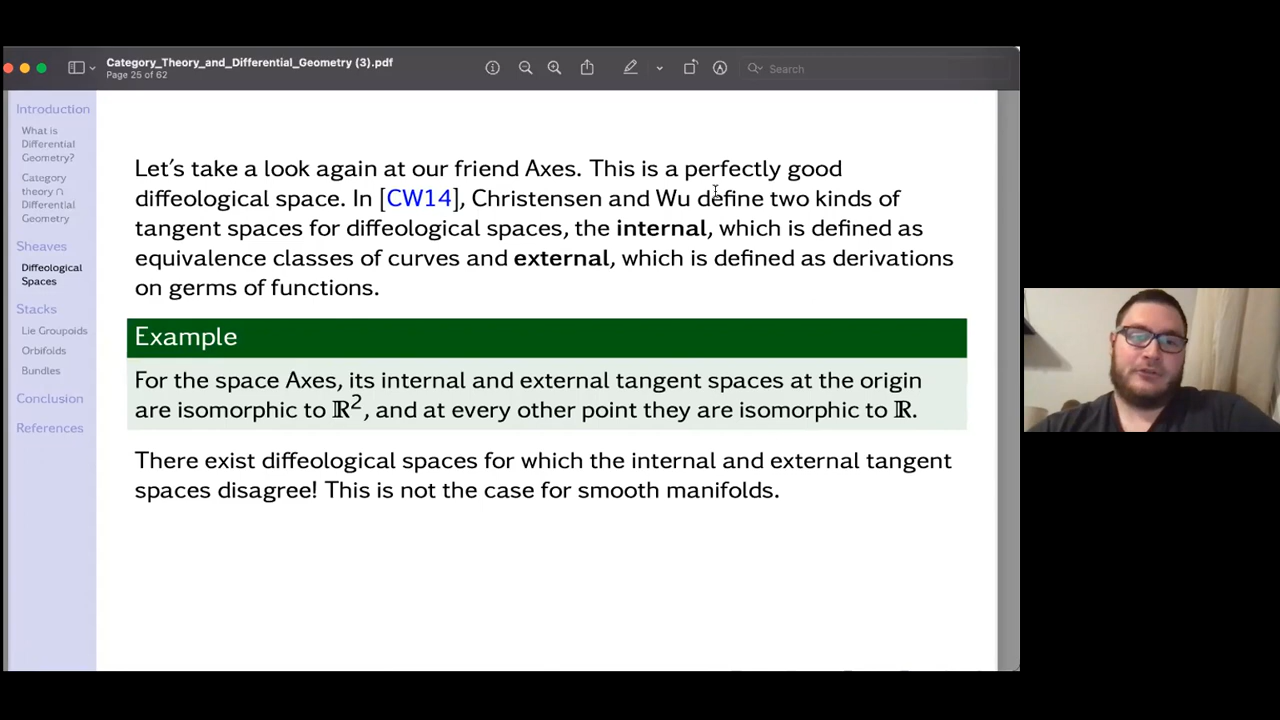 Category_Theory_and_Differential_Geometry (3).pdf
Page 25 of 62
Search
Introduction
What is
Differential
Geometry?
Category
theory ∩
Differential
Geometry
Sheaves
Diffeological
Spaces
Stacks
Lie Groupoids
Orbifolds
Bundles
Conclusion
References
Let's take a look again at our friend Axes. This is a perfectly good
diffeological space. In [CW14], Christensen and Wu define two kinds of
tangent spaces for diffeological spaces, the internal, which is defined as
equivalence classes of curves and external, which is defined as derivations
on germs of functions.
Example
For the space Axes, its internal and external tangent spaces at the origin
are isomorphic to ℝ², and at every other point they are isomorphic to ℝ.
There exist diffeological spaces for which the internal and external tangent
spaces disagree! This is not the case for smooth manifolds.